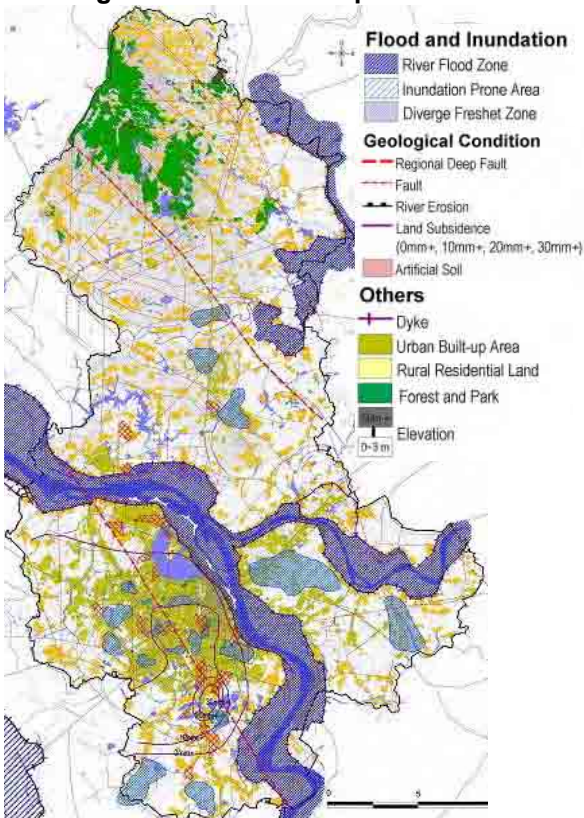 Flood and Inundation
River Flood Zone
Inundation Prone Area
Diverge Freshet Zone
Geological Condition
Regional Deep Fault
Fault
River Erosion
Land Subsidence
(0mm+, 10mm+, 20mm+, 30mm+)
Artificial Soil
Others
Dyke
Urban Built-up Area
Rural Residential Land
Forest and Park
Elevation
0~3 m
0
5